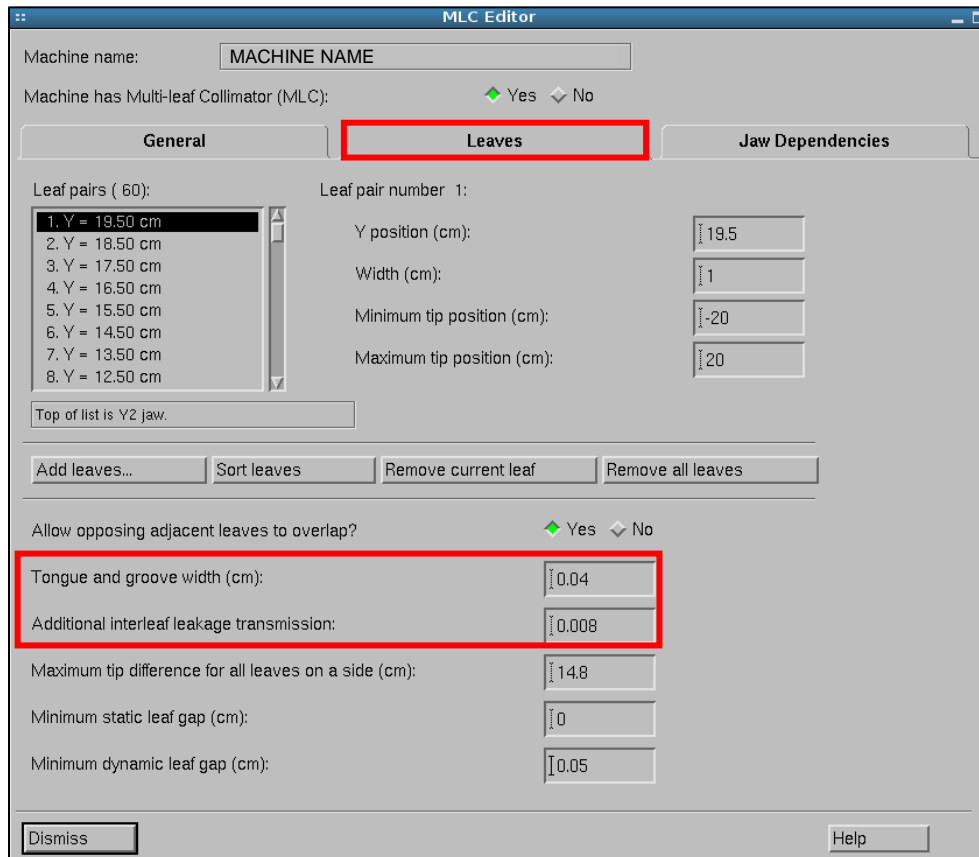 MLC Editor
Machine name: MACHINE NAME
Machine has Multi-leaf Collimator (MLC): Yes No
General Leaves Jaw Dependencies
Leaf pairs ( 60): Leaf pair number 1:
1. Y = 19.50 cm
2. Y = 18.50 cm
3. Y = 17.50 cm
4. Y = 16.50 cm
5. Y = 15.50 cm
6. Y = 14.50 cm
7. Y = 13.50 cm
8. Y = 12.50 cm
Y position (cm): 19.5
Width (cm): 1
Minimum tip position (cm): -20
Maximum tip position (cm): 20
Top of list is Y2 jaw.
Add leaves... Sort leaves Remove current leaf Remove all leaves
Allow opposing adjacent leaves to overlap? Yes No
Tongue and groove width (cm): 0.04
Additional interleaf leakage transmission: 0.008
Maximum tip difference for all leaves on a side (cm): 14.8
Minimum static leaf gap (cm): 0
Minimum dynamic leaf gap (cm): 0.05
Dismiss Help